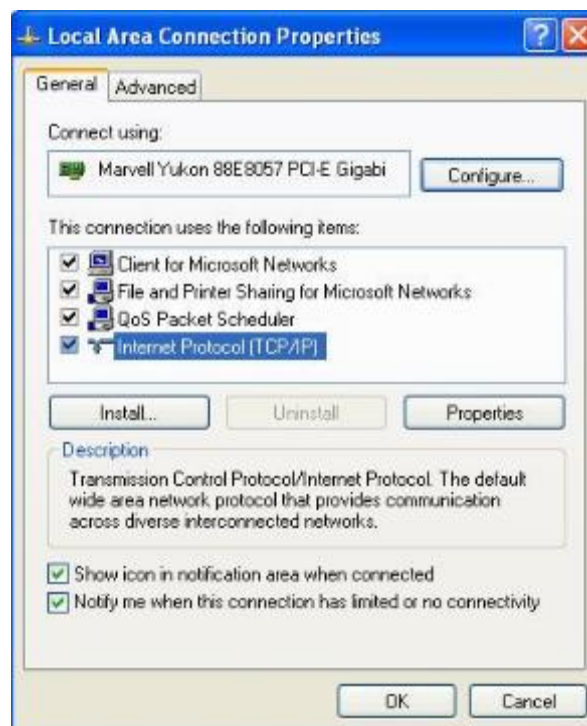 Local Area Connection Properties
General
Advanced
Connect using:
Marvell Yukon 88E8057 PCI-E Gigabi
Configure...
This connection uses the following items:
Client for Microsoft Networks
File and Printer Sharing for Microsoft Networks
QoS Packet Scheduler
Internet Protocol (TCP/IP)
Install...
Uninstall
Properties
Description
Transmission Control Protocol/Internet Protocol. The default
wide area network protocol that provides communication
across diverse interconnected networks.
Show icon in notification area when connected
Notify me when this connection has limited or no connectivity
OK
Cancel